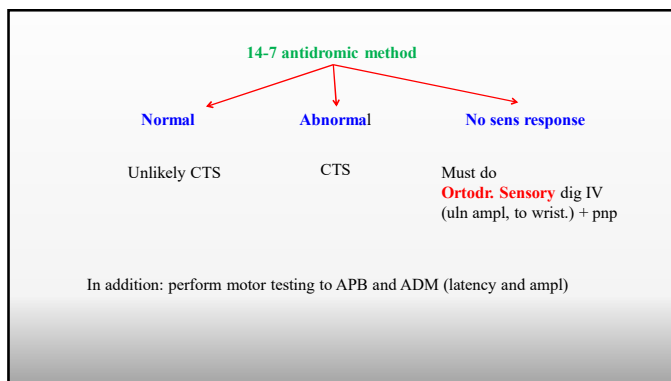 14-7 antidromic method
Normal
Abnormal
No sens response
Unlikely CTS
CTS
Must do
Ortodr. Sensory dig IV
(uln ampl, to wrist.) + pnp
In addition: perform motor testing to APB and ADM (latency and ampl)